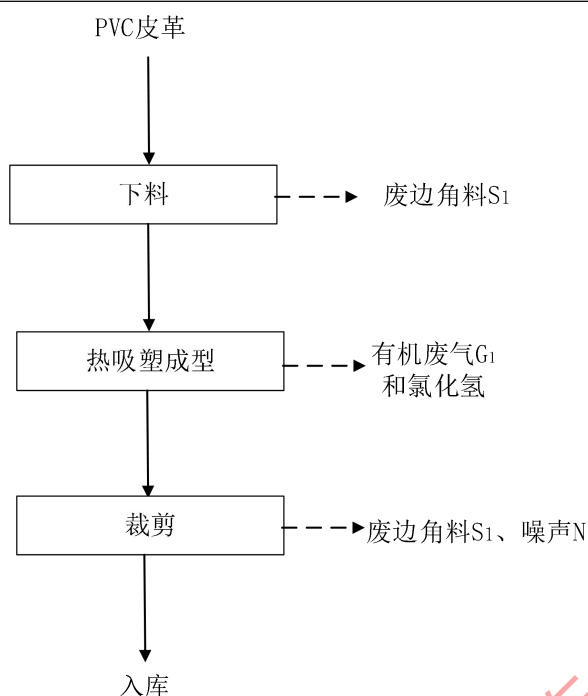 PVC皮革
下料
废边角料S1
热吸塑成型
有机废气G1
和氯化氢
裁剪
废边角料S1、噪声N
入库